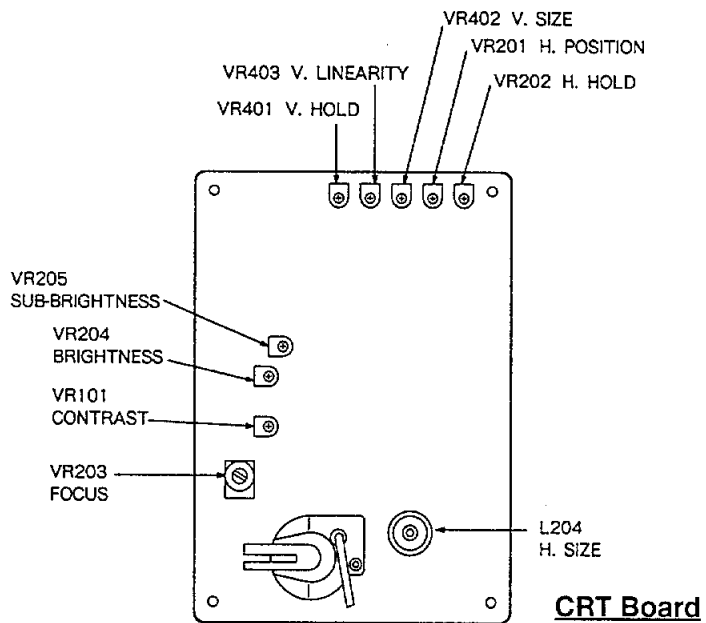 VR402 V. SIZE
VR201 H. POSITION
VR403 V. LINEARITY
VR202 H. HOLD
VR401 V. HOLD
VR205
SUB-BRIGHTNESS
VR204
BRIGHTNESS
VR101
CONTRAST
VR203
FOCUS
L204
H. SIZE
CRT Board